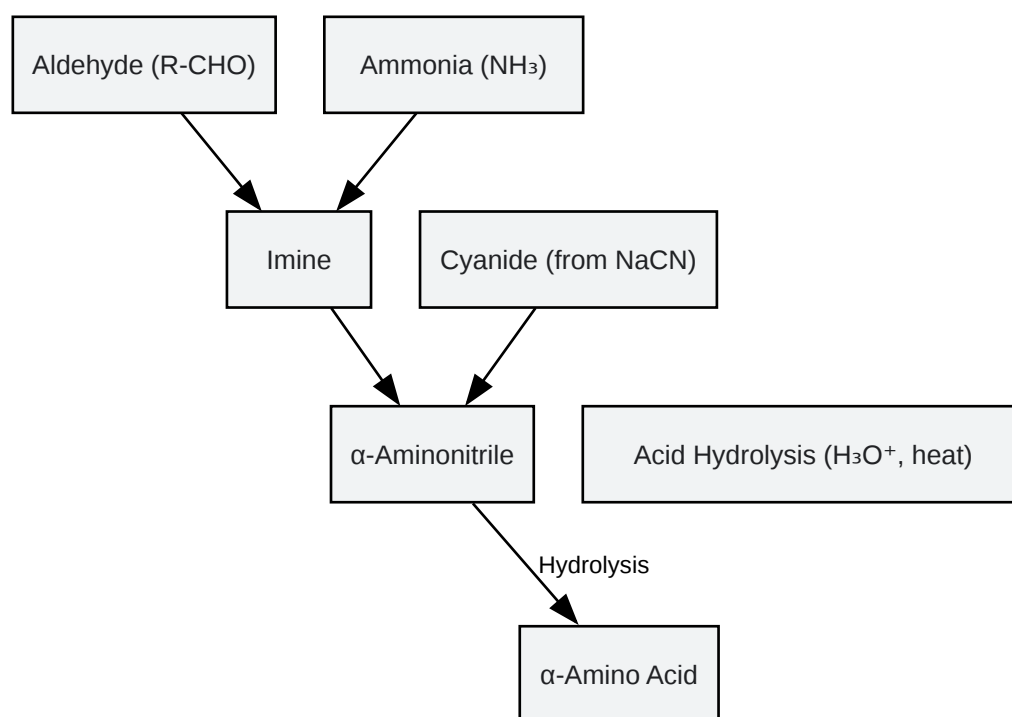 Aldehyde (R-CHO)
Ammonia (NH₃)
Imine
Cyanide (from NaCN)
α-Aminonitrile
Acid Hydrolysis (H₃O⁺, heat)
Hydrolysis
α-Amino Acid